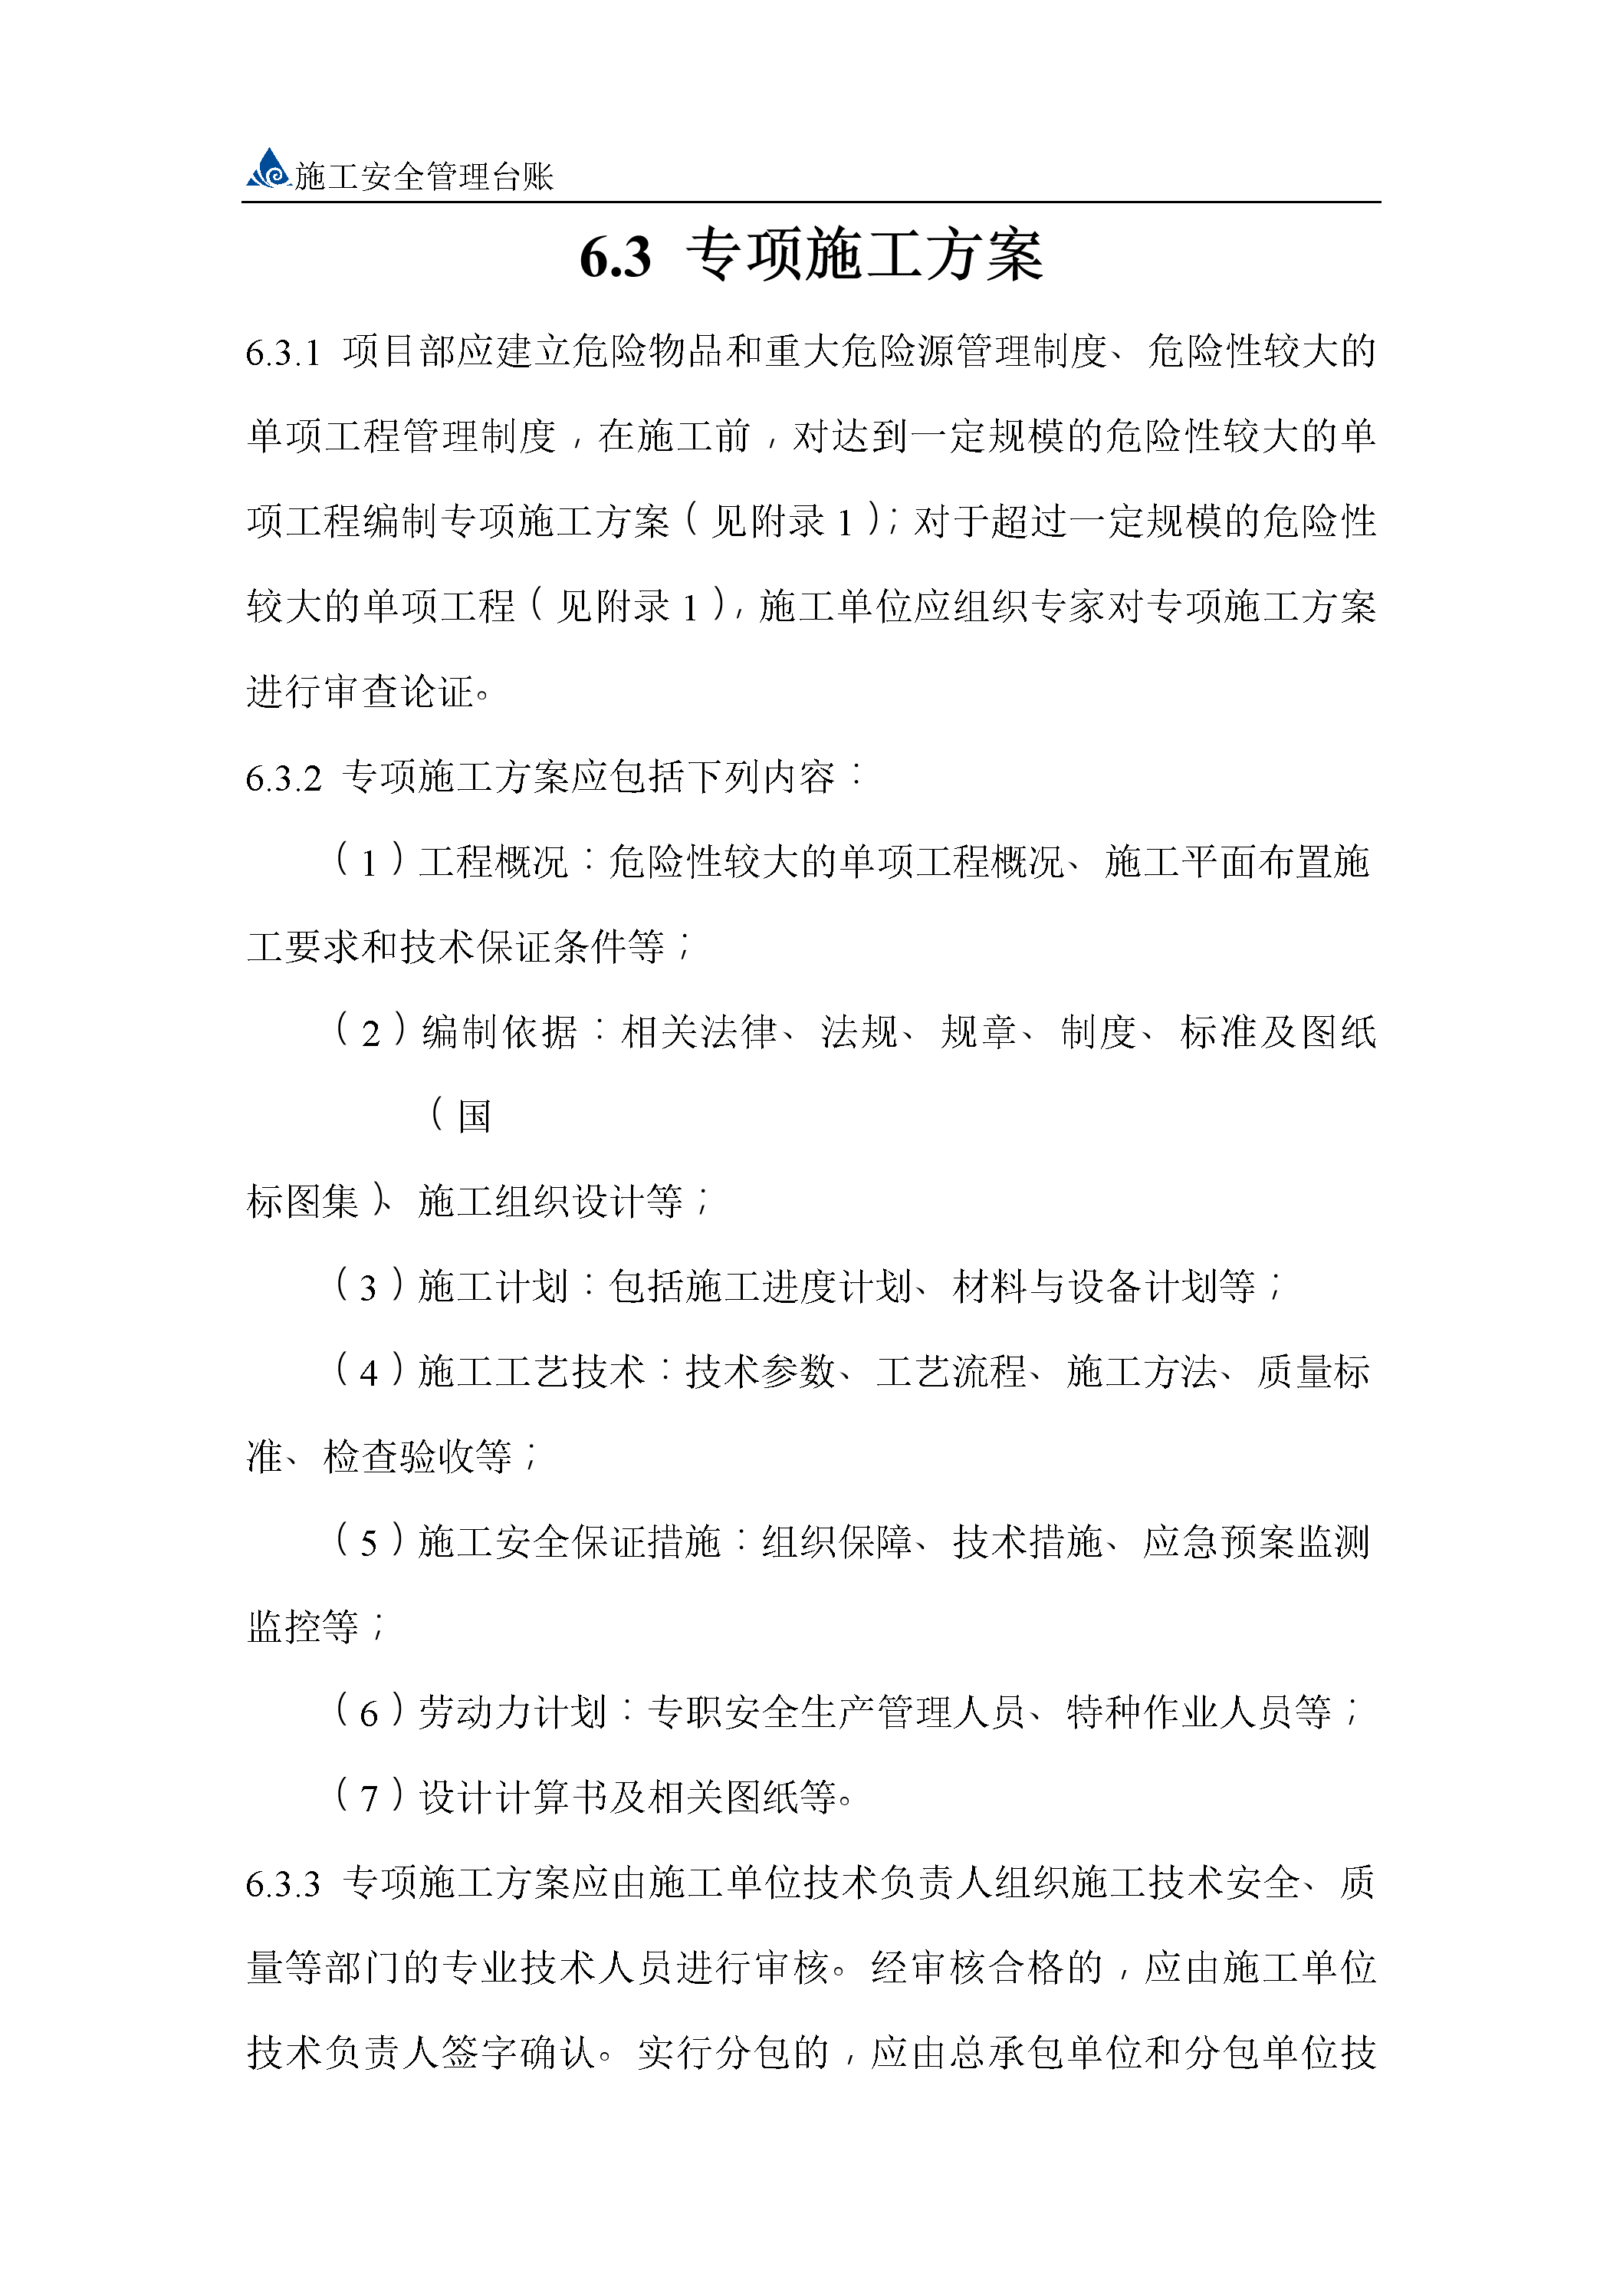 施工安全管理台账
6.3 专项施工方案
6.3.1 项目部应建立危险物品和重大危险源管理制度、危险性较大的
单项工程管理制度，在施工前，对达到一定规模的危险性较大的单
项工程编制专项施工方案（见附录 1）；对于超过一定规模的危险性
较大的单项工程（见附录 1），施工单位应组织专家对专项施工方案
进行审查论证。
6.3.2 专项施工方案应包括下列内容：
（1）工程概况：危险性较大的单项工程概况、施工平面布置施
工要求和技术保证条件等；
（2）编制依据：相关法律、法规、规章、制度、标准及图纸
（国
标图集）、施工组织设计等；
（3）施工计划：包括施工进度计划、材料与设备计划等；
（4）施工工艺技术：技术参数、工艺流程、施工方法、质量标
准、检查验收等；
（5）施工安全保证措施：组织保障、技术措施、应急预案监测
监控等；
（6）劳动力计划：专职安全生产管理人员、特种作业人员等；
（7）设计计算书及相关图纸等。
6.3.3 专项施工方案应由施工单位技术负责人组织施工技术安全、质
量等部门的专业技术人员进行审核。经审核合格的，应由施工单位
技术负责人签字确认。实行分包的，应由总承包单位和分包单位技